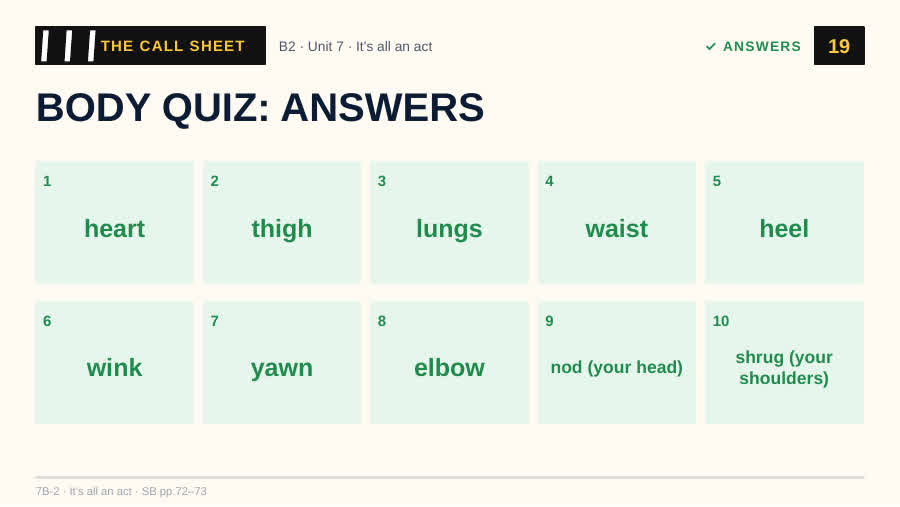 THE CALL SHEET
B2 · Unit 7 · It's all an act
✓ ANSWERS
19
BODY QUIZ: ANSWERS
1
heart
2
thigh
3
lungs
4
waist
5
heel
6
wink
7
yawn
8
elbow
9
nod (your head)
10
shrug (your
shoulders)
7B-2 · It's all an act · SB pp.72–73